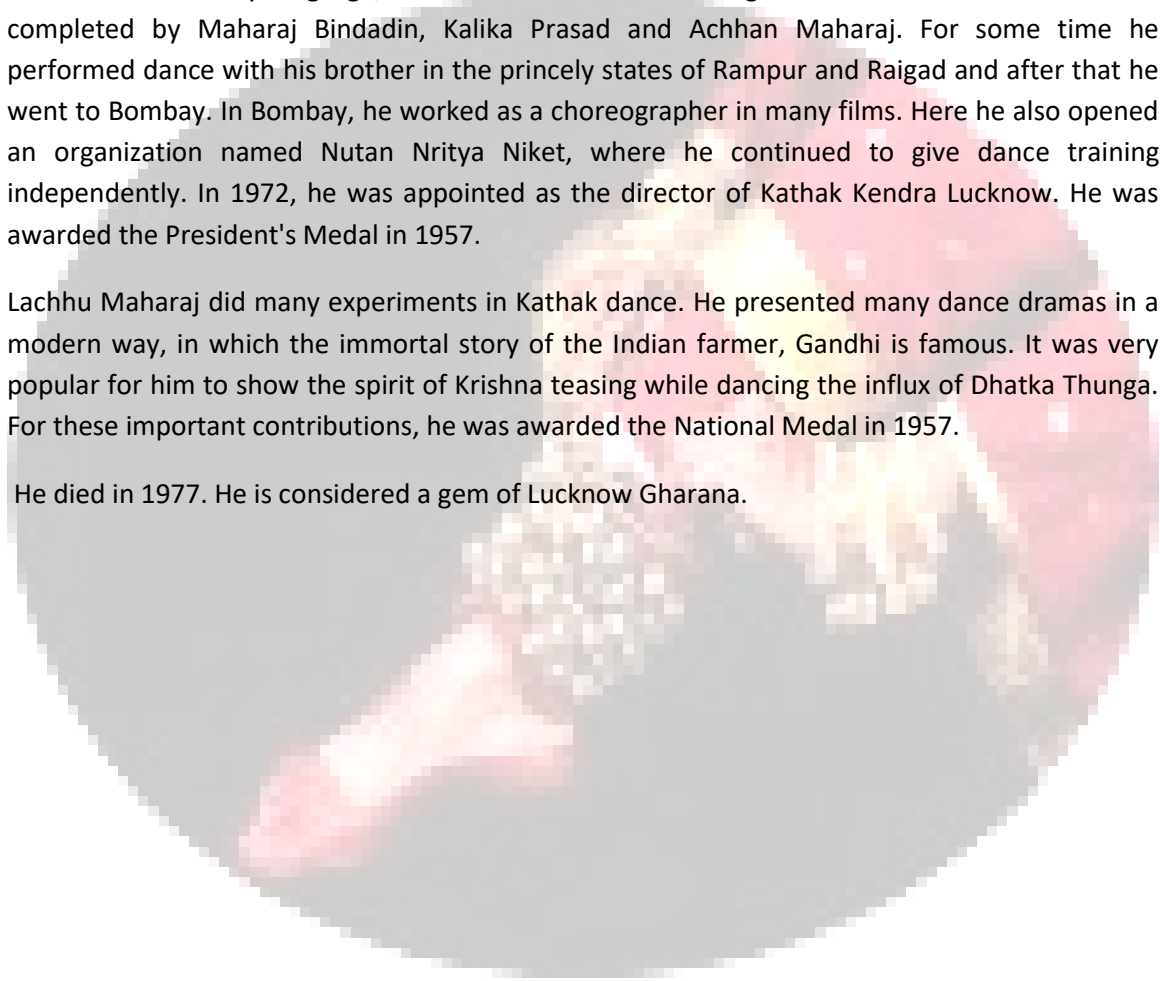 completed by Maharaj Bindadin, Kalika Prasad and Achhan Maharaj. For some time he
performed dance with his brother in the princely states of Rampur and Raigad and after that he
went to Bombay. In Bombay, he worked as a choreographer in many films. Here he also opened
an organization named Nutan Nritya Niket, where he continued to give dance training
independently. In 1972, he was appointed as the director of Kathak Kendra Lucknow. He was
awarded the President's Medal in 1957.
Lachhu Maharaj did many experiments in Kathak dance. He presented many dance dramas in a
modern way, in which the immortal story of the Indian farmer, Gandhi is famous. It was very
popular for him to show the spirit of Krishna teasing while dancing the influx of Dhatka Thunga.
For these important contributions, he was awarded the National Medal in 1957.
He died in 1977. He is considered a gem of Lucknow Gharana.